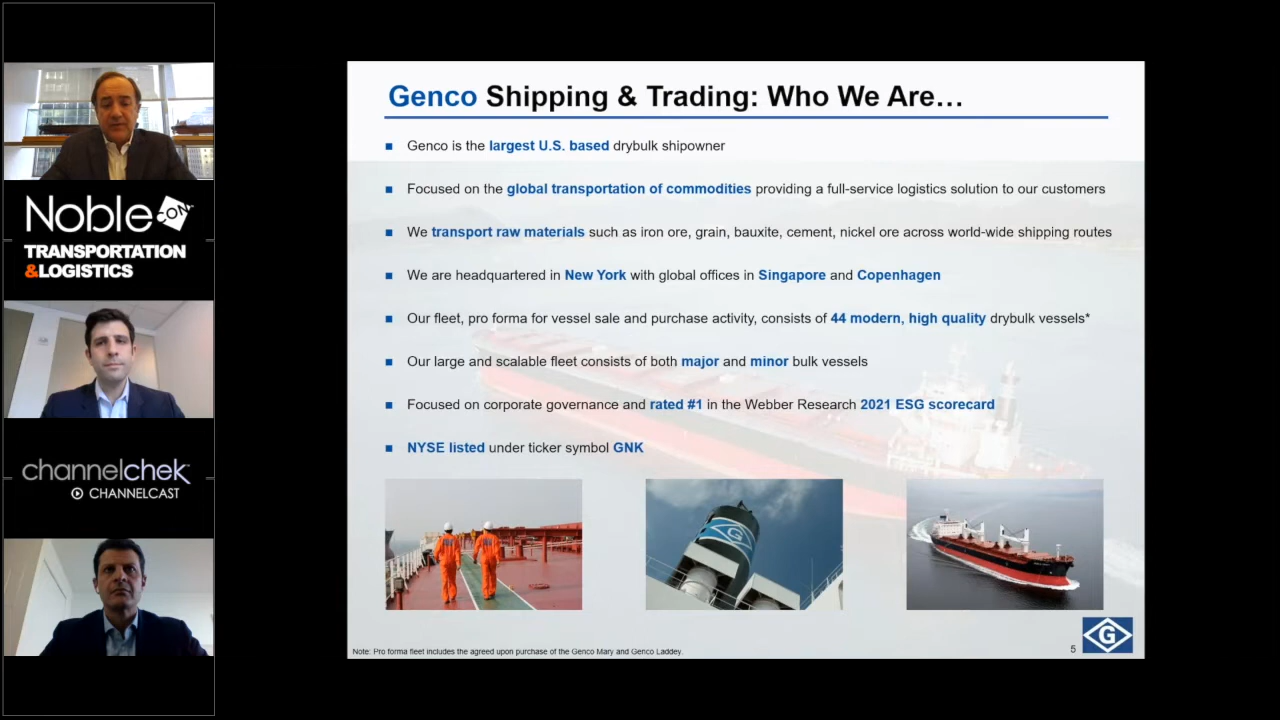 Noble CON
TRANSPORTATION
&LOGISTICS
channelchek
CHANNELCAST
Genco Shipping & Trading: Who We Are…
Genco is the largest U.S. based drybulk shipowner
Focused on the global transportation of commodities providing a full-service logistics solution to our customers
We transport raw materials such as iron ore, grain, bauxite, cement, nickel ore across world-wide shipping routes
We are headquartered in New York with global offices in Singapore and Copenhagen
Our fleet, pro forma for vessel sale and purchase activity, consists of 44 modern, high quality drybulk vessels*
Our large and scalable fleet consists of both major and minor bulk vessels
Focused on corporate governance and rated #1 in the Webber Research 2021 ESG scorecard
NYSE listed under ticker symbol GNK
G
Note: Pro forma fleet includes the agreed upon purchase of the Genco Mary and Genco Laddey.
5
G